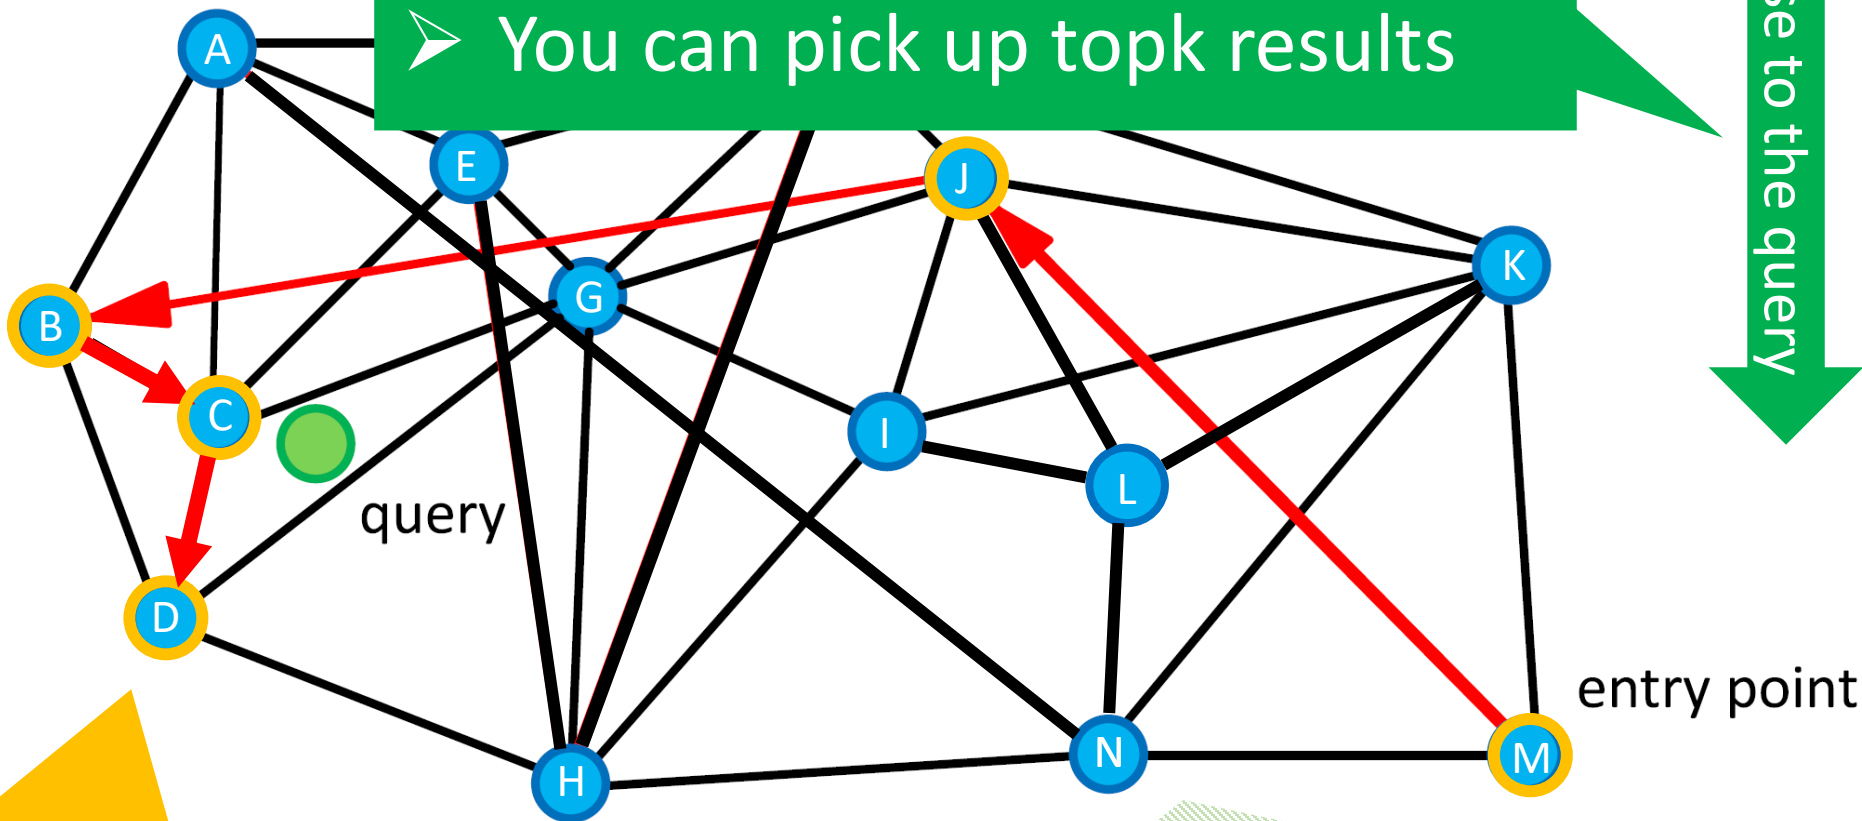 ➢ You can pick up topk results
se to the query
A
E
J
K
G
B
C
I
L
query
D
entry point
N
M
H